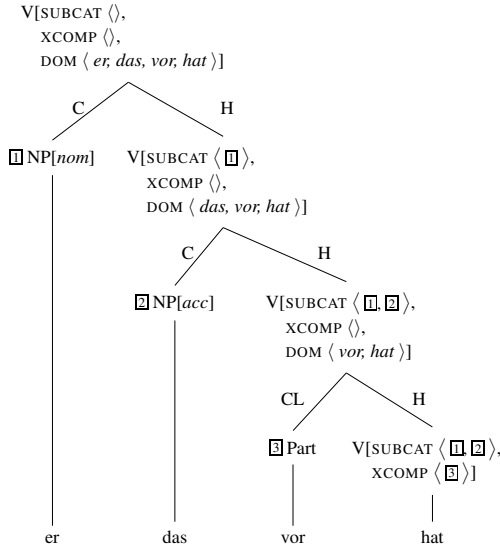 V[SUBCAT ⟨⟩,
XCOMP ⟨⟩,
DOM ⟨ er, das, vor, hat ⟩]
C H
1 NP[nom] V[SUBCAT ⟨ 1 ⟩,
XCOMP ⟨⟩,
DOM ⟨ das, vor, hat ⟩]
C H
2 NP[acc] V[SUBCAT ⟨ 1, 2 ⟩,
XCOMP ⟨⟩,
DOM ⟨ vor, hat ⟩]
CL H
3 Part V[SUBCAT ⟨ 1, 2 ⟩,
XCOMP ⟨ 3 ⟩]
er das vor hat